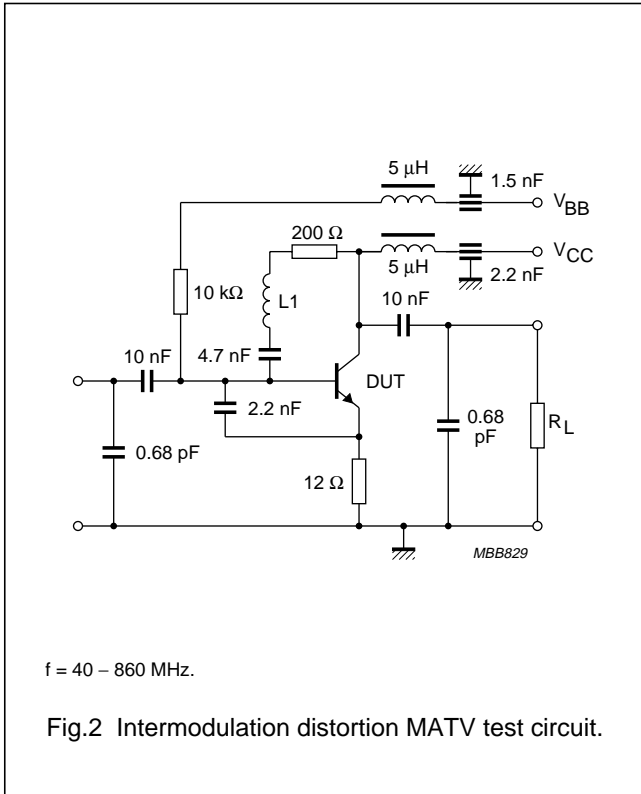 5 μH
1.5 nF
V_BB
200 Ω
V_CC
5 μH
2.2 nF
10 kΩ
L1
10 nF
10 nF
4.7 nF
DUT
2.2 nF
0.68 pF
0.68
pF
R_L
12 Ω
MBB829
f = 40 – 860 MHz.
Fig.2 Intermodulation distortion MATV test circuit.